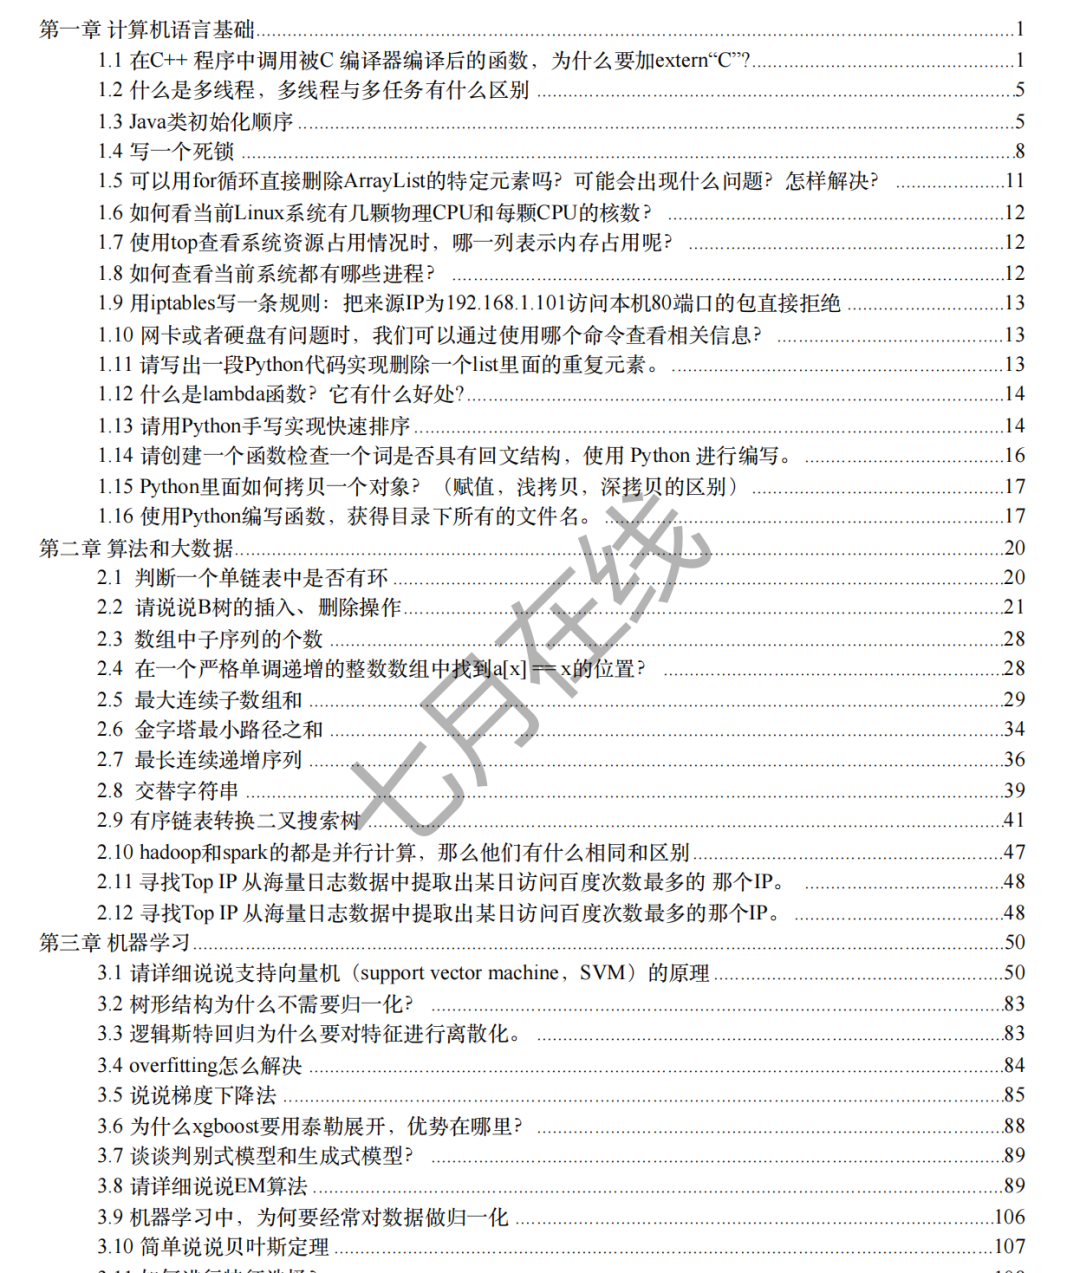 第一章 计算机语言基础........1
1.1 在C++ 程序中调用被C 编译器编译后的函数，为什么要加extern“C”?........1
1.2 什么是多线程，多线程与多任务有什么区别 ........5
1.3 Java类初始化顺序 ........5
1.4 写一个死锁 ........8
1.5 可以用for循环直接删除ArrayList的特定元素吗？可能会出现什么问题？怎样解决？ ........11
1.6 如何看当前Linux系统有几颗物理CPU和每颗CPU的核数？ ........12
1.7 使用top查看系统资源占用情况时，哪一列表示内存占用呢？ ........12
1.8 如何查看当前系统都有哪些进程？ ........12
1.9 用iptables写一条规则：把来源IP为192.168.1.101访问本机80端口的包直接拒绝 ........13
1.10 网卡或者硬盘有问题时，我们可以通过使用哪个命令查看相关信息？ ........13
1.11 请写出一段Python代码实现删除一个list里面的重复元素。........13
1.12 什么是lambda函数？它有什么好处?........14
1.13 请用Python手写实现快速排序........14
1.14 请创建一个函数检查一个词是否具有回文结构，使用 Python 进行编写。 ........16
1.15 Python里面如何拷贝一个对象？（赋值，浅拷贝，深拷贝的区别） ........17
1.16 使用Python编写函数，获得目录下所有的文件名。 ........17
第二章 算法和大数据........20
2.1 判断一个单链表中是否有环 ........20
2.2 请说说B树的插入、删除操作........21
2.3 数组中子序列的个数 ........28
2.4 在一个严格单调递增的整数数组中找到a[x] == x的位置？ ........28
2.5 最大连续子数组和 ........29
2.6 金字塔最小路径之和 ........34
2.7 最长连续递增序列 ........36
2.8 交替字符串 ........39
2.9 有序链表转换二叉搜索树 ........41
2.10 hadoop和spark的都是并行计算，那么他们有什么相同和区别........47
2.11 寻找Top IP 从海量日志数据中提取出某日访问百度次数最多的 那个IP。 ........48
2.12 寻找Top IP 从海量日志数据中提取出某日访问百度次数最多的那个IP。 ........48
第三章 机器学习........50
3.1 请详细说说支持向量机（support vector machine，SVM）的原理........50
3.2 树形结构为什么不需要归一化？ ........83
3.3 逻辑斯特回归为什么要对特征进行离散化。 ........83
3.4 overfitting怎么解决 ........84
3.5 说说梯度下降法 ........85
3.6 为什么xgboost要用泰勒展开，优势在哪里？ ........88
3.7 谈谈判别式模型和生成式模型？ ........89
3.8 请详细说说EM算法 ........89
3.9 机器学习中，为何要经常对数据做归一化 ........106
3.10 简单说说贝叶斯定理 ........107
七月在线